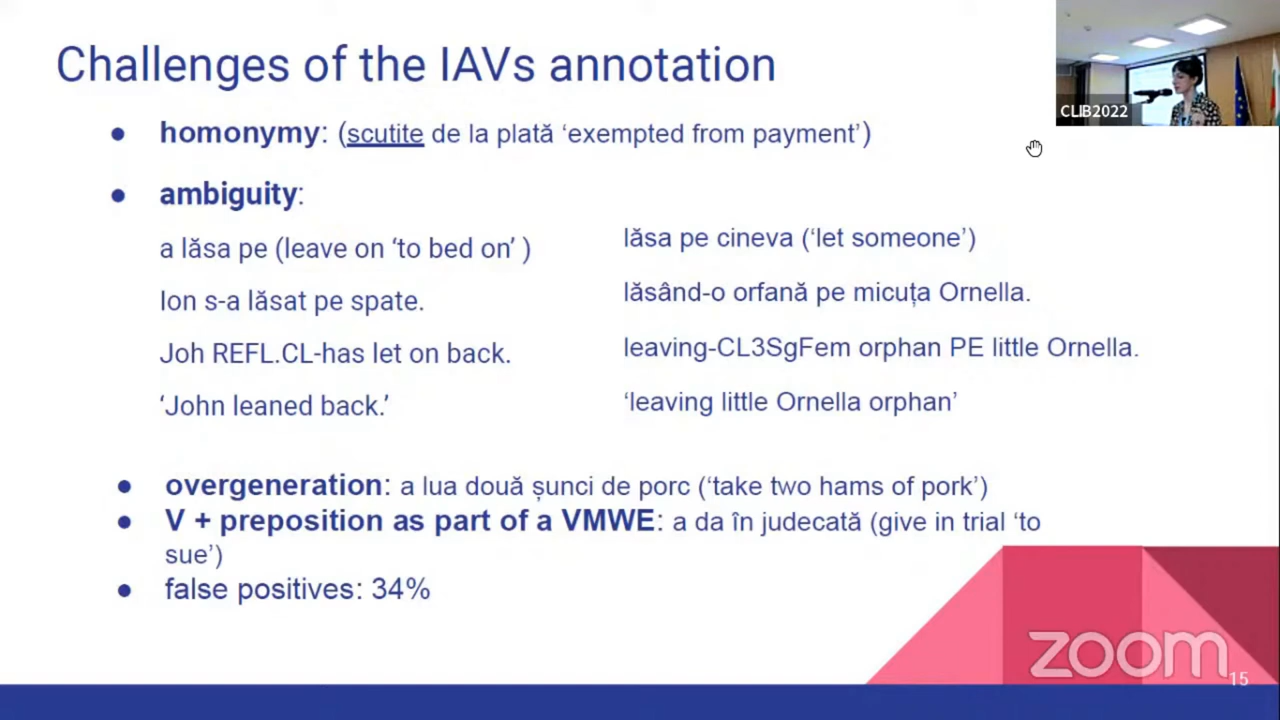 Challenges of the IAVs annotation
CLIB2022
● homonymy: (scutite de la plată ‘exempted from payment’)
● ambiguity:
a lăsa pe (leave on ‘to bed on’ )
Ion s-a lăsat pe spate.
Joh REFL.CL-has let on back.
‘John leaned back.’
lăsa pe cineva (‘let someone’)
lăsând-o orfană pe micuța Ornella.
leaving-CL3SgFem orphan PE little Ornella.
‘leaving little Ornella orphan’
● overgeneration: a lua două șunci de porc (‘take two hams of pork’)
● V + preposition as part of a VMWE: a da în judecată (give in trial ‘to
sue’)
● false positives: 34%
zoom
15